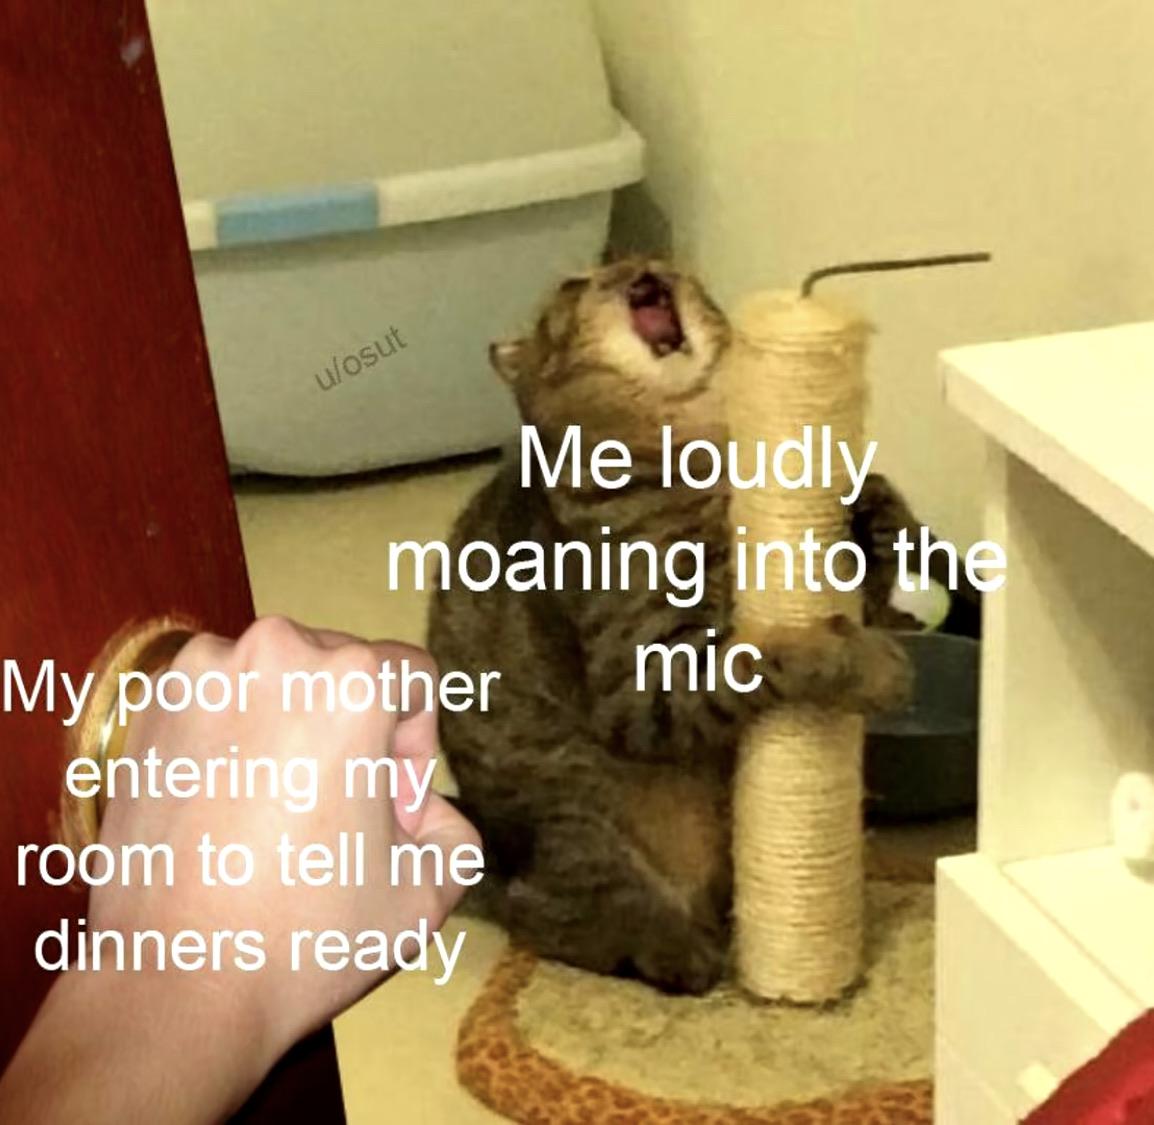 u/osut
Me loudly
moaning into the
mic
My poor mother
entering my
room to tell me
dinners ready